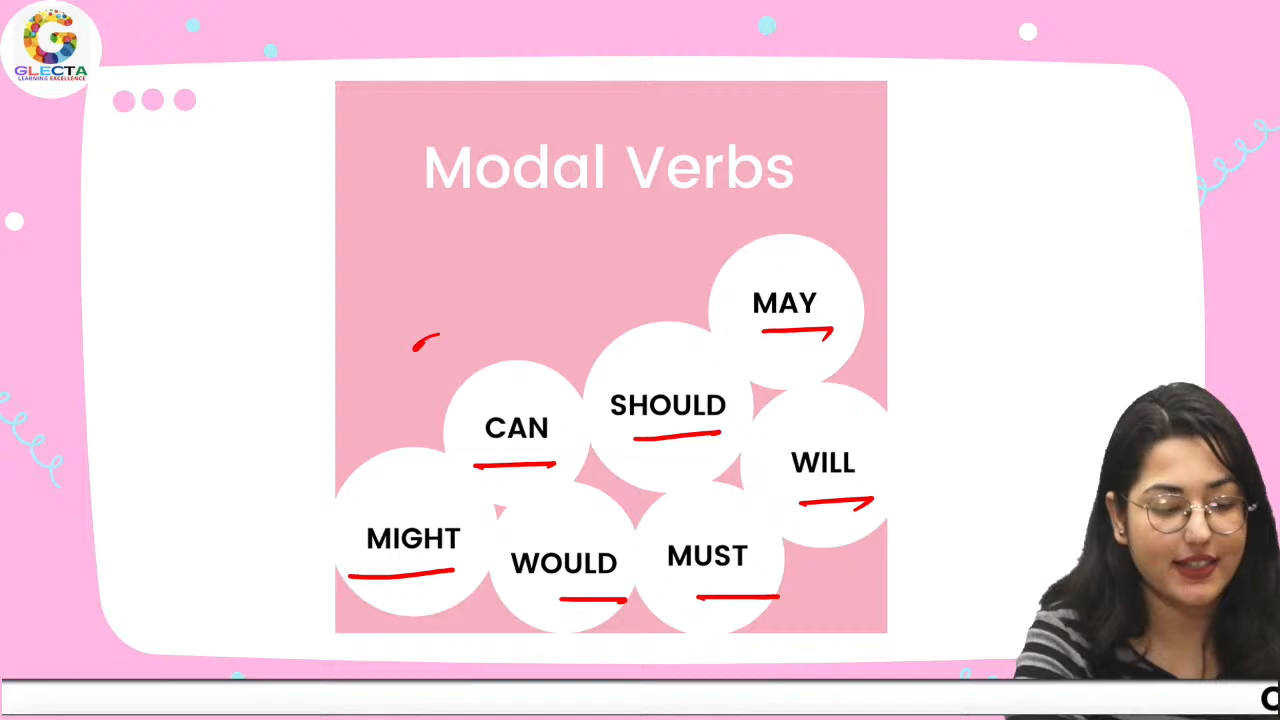 GLECTA
LEARNING EXCELLENCE
Modal Verbs
MAY
SHOULD
CAN
WILL
MIGHT
WOULD
MUST